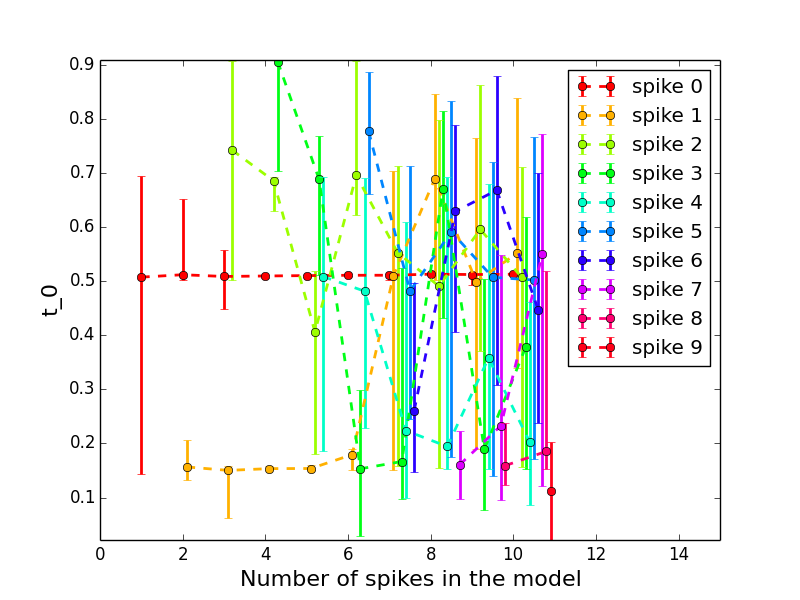 0.9
0.8
0.7
0.6
0.5
0.4
0.3
0.2
0.1
t_0
0 2 4 6 8 10 12 14
Number of spikes in the model
spike 0
spike 1
spike 2
spike 3
spike 4
spike 5
spike 6
spike 7
spike 8
spike 9